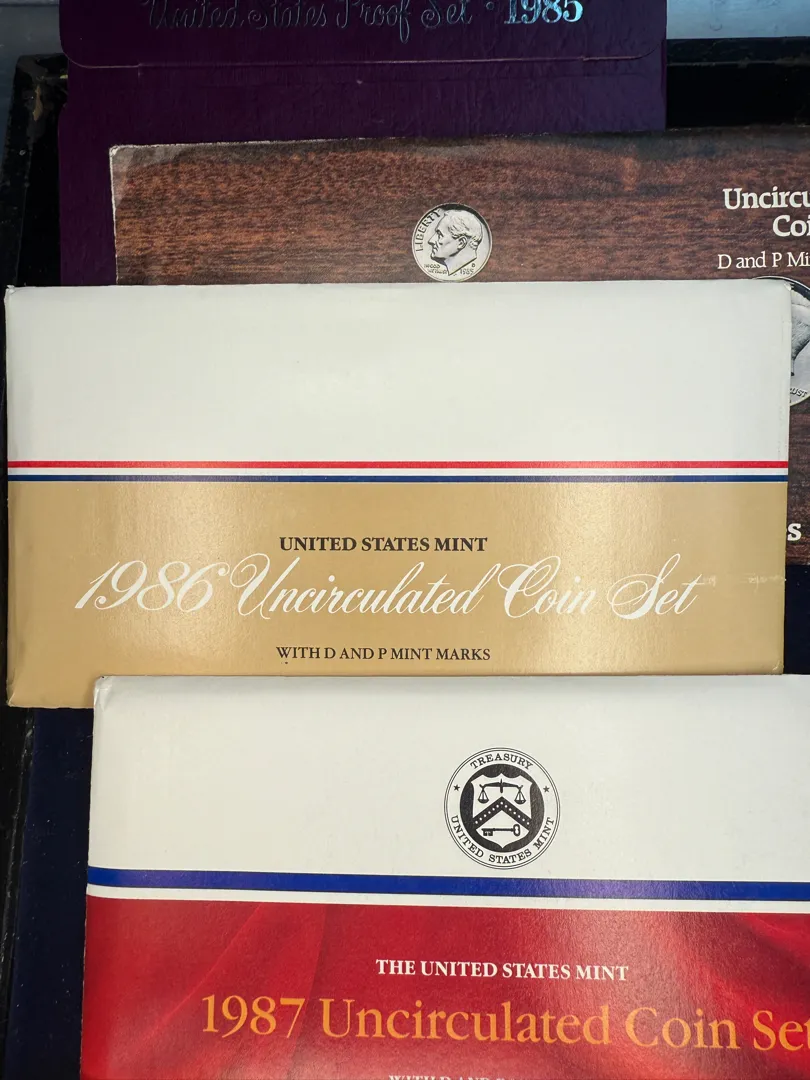 United States Proof Set · 1985
Uncircu
Coi
D and P Mi
LIBERTY
1985
UNITED STATES MINT
1986 Uncirculated Coin Set
WITH D AND P MINT MARKS
TREASURY
UNITED STATES MINT
THE UNITED STATES MINT
1987 Uncirculated Coin Set